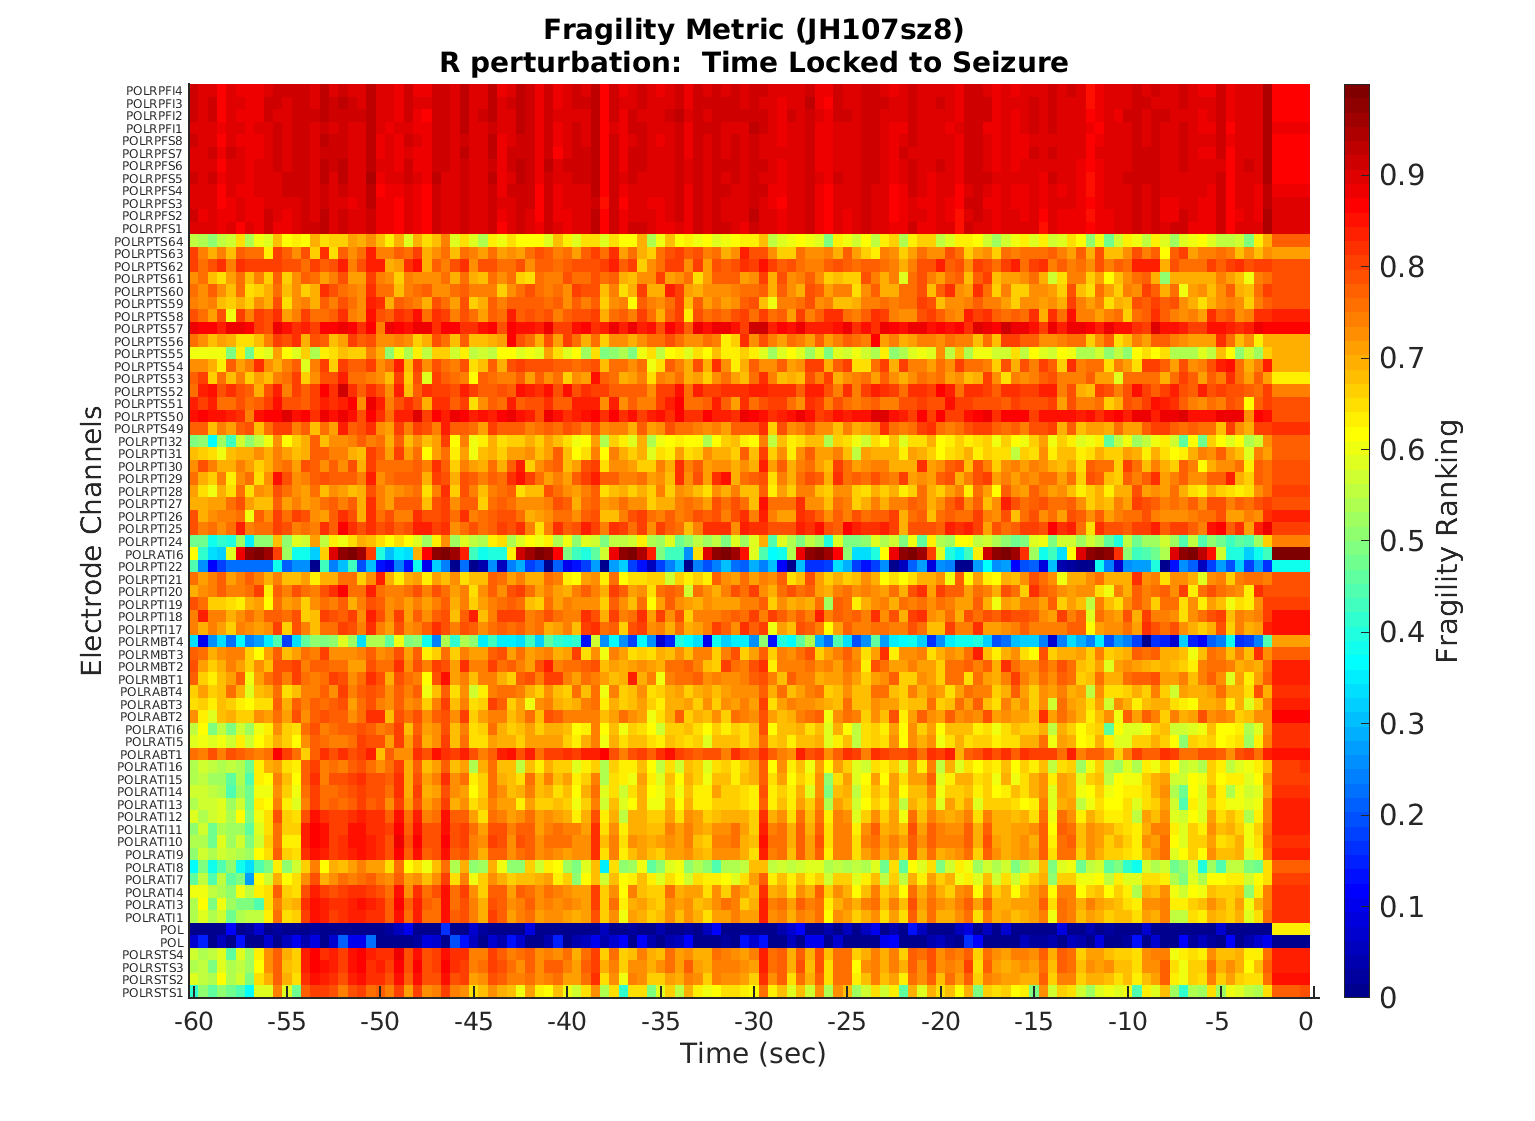 Fragility Metric (JH107sz8)
R perturbation:  Time Locked to Seizure
Electrode Channels
POLRPFI4
POLRPFI3
POLRPFI2
POLRPFI1
POLRPFS8
POLRPFS7
POLRPFS6
POLRPFS5
POLRPFS4
POLRPFS3
POLRPFS2
POLRPFS1
POLRPTS64
POLRPTS63
POLRPTS62
POLRPTS61
POLRPTS60
POLRPTS59
POLRPTS58
POLRPTS57
POLRPTS56
POLRPTS55
POLRPTS54
POLRPTS53
POLRPTS52
POLRPTS51
POLRPTS50
POLRPTS49
POLRPTI32
POLRPTI31
POLRPTI30
POLRPTI29
POLRPTI28
POLRPTI27
POLRPTI26
POLRPTI25
POLRPTI24
POLRATI6
POLRPTI22
POLRPTI21
POLRPTI20
POLRPTI19
POLRPTI18
POLRPTI17
POLRMBT4
POLRMBT3
POLRMBT2
POLRMBT1
POLRABT4
POLRABT3
POLRABT2
POLRATI6
POLRATI5
POLRABT1
POLRATI16
POLRATI15
POLRATI14
POLRATI13
POLRATI12
POLRATI11
POLRATI10
POLRATI9
POLRATI8
POLRATI7
POLRATI4
POLRATI3
POLRATI1
POL
POL
POLRSTS4
POLRSTS3
POLRSTS2
POLRSTS1
-60 -55 -50 -45 -40 -35 -30 -25 -20 -15 -10 -5 0
Time (sec)
0.9
0.8
0.7
0.6
0.5
0.4
0.3
0.2
0.1
0
Fragility Ranking